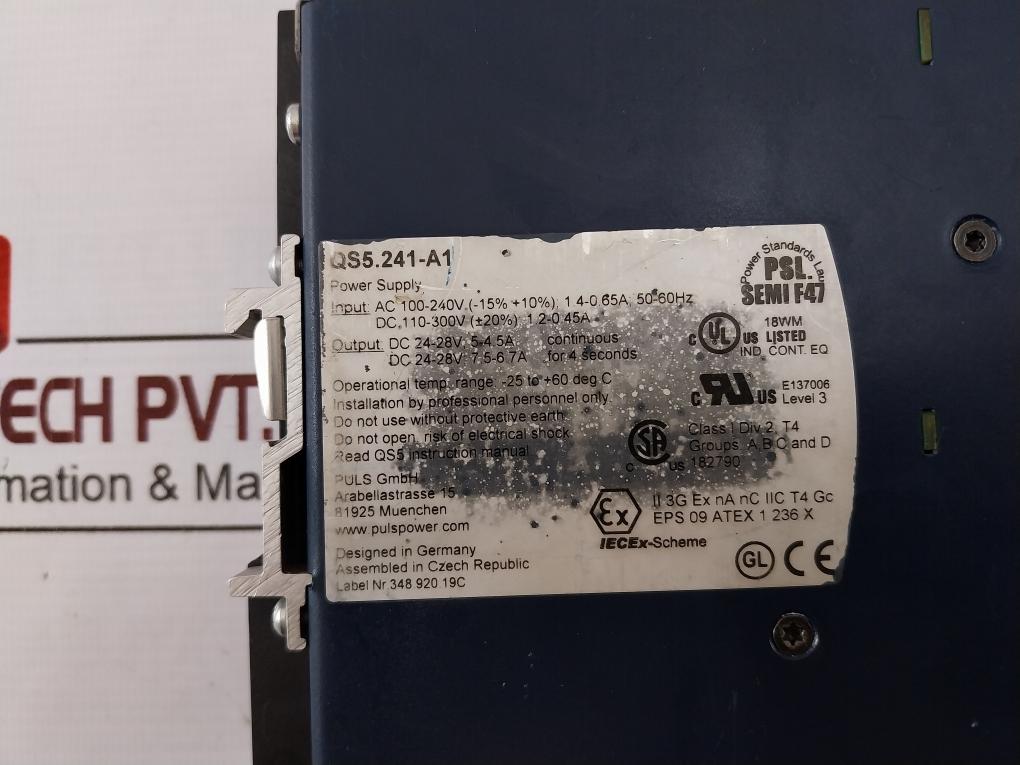 ECH PVT.
mation & Ma
QS5.241-A1
Power Supply
Input: AC 100-240V (-15% +10%), 1.4-0.65A, 50-60Hz
DC 110-300V (±20%) 1.2-0.45A
Output: DC 24-28V; 5-4.5A continuous
DC 24-28V; 7.5-6.7A for 4 seconds
Operational temp. range: -25 to +60 deg C
Installation by professional personnel only.
Do not use without protective earth.
Do not open, risk of electrical shock.
Read QS5 instruction manual
PULS GmbH
Arabellastrasse 15
81925 Muenchen
www.pulspower.com
Designed in Germany
Assembled in Czech Republic
Label Nr 348.920.19C
Power Standards Lab
PSL.
SEMI F47
C UL US
18WM
LISTED
IND. CONT. EQ
C RU US
E137006
Level 3
C SA US
Class I Div 2, T4
Groups: A,B,C and D
182790
Ex
II 3G Ex nA nC IIC T4 Gc
EPS 09 ATEX 1 236 X
IECEx-Scheme
GL CE